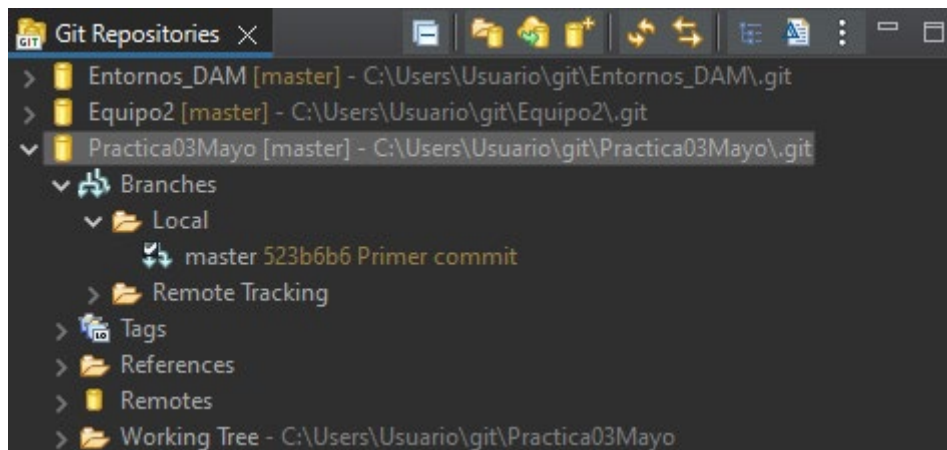 Git Repositories
Entornos_DAM [master] - C:\Users\Usuario\git\Entornos_DAM\.git
Equipo2 [master] - C:\Users\Usuario\git\Equipo2\.git
Practica03Mayo [master] - C:\Users\Usuario\git\Practica03Mayo\.git
Branches
Local
master 523b6b6 Primer commit
Remote Tracking
Tags
References
Remotes
Working Tree - C:\Users\Usuario\git\Practica03Mayo